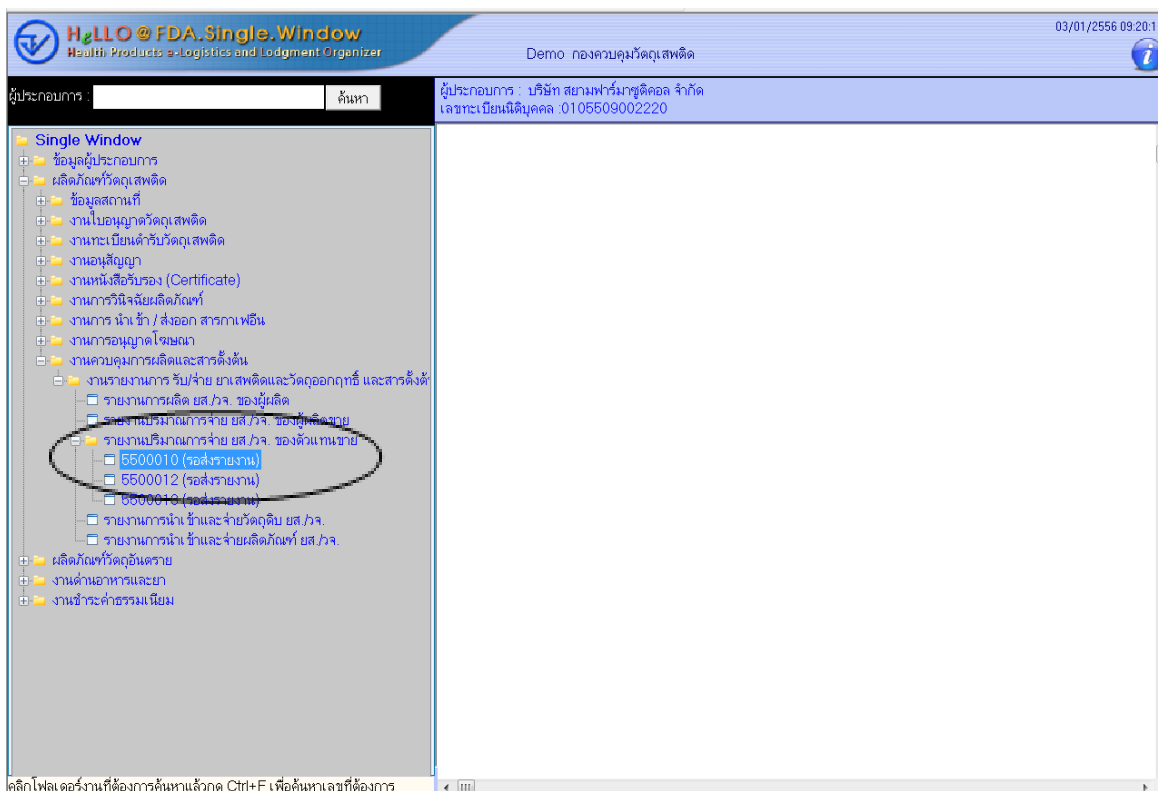 HeLLO @ FDA.Single.Window
Health Products e-Logistics and Lodgment Organizer
03/01/2556 09:20:1
Demo กองควบคุมวัตถุเสพติด
ผู้ประกอบการ :
ค้นหา
ผู้ประกอบการ : บริษัท สยามฟาร์มาซูติคอล จำกัด
เลขทะเบียนนิติบุคคล :0105509002220
Single Window
ข้อมูลผู้ประกอบการ
ผลิตภัณฑ์วัตถุเสพติด
ข้อมูลสถานที่
งานใบอนุญาตวัตถุเสพติด
งานทะเบียนตำรับวัตถุเสพติด
งานอนุสัญญา
งานหนังสือรับรอง (Certificate)
งานการวินิจฉัยผลิตภัณฑ์
งานการ นำเข้า / ส่งออก สารกาเฟอีน
งานการอนุญาตโฆษณา
งานควบคุมการผลิตและสารตั้งต้น
งานรายงานการ รับ/จ่าย ยาเสพติดและวัตถุออกฤทธิ์ และสารตั้งต้
รายงานการผลิต ยส./วจ. ของผู้ผลิต
รายงานปริมาณการจ่าย ยส./วจ. ของผู้ผลิตขาย
รายงานปริมาณการจ่าย ยส./วจ. ของตัวแทนขาย
5500010 (รอส่งรายงาน)
5500012 (รอส่งรายงาน)
5500013 (รอส่งรายงาน)
รายงานการนำเข้าและจ่ายวัตถุดิบ ยส./วจ.
รายงานการนำเข้าและจ่ายผลิตภัณฑ์ ยส./วจ.
ผลิตภัณฑ์วัตถุอันตราย
งานด่านอาหารและยา
งานชำระค่าธรรมเนียม
คลิกโฟลเดอร์งานที่ต้องการค้นหาแล้วกด Ctrl+F เพื่อค้นหาเลขที่ต้องการ